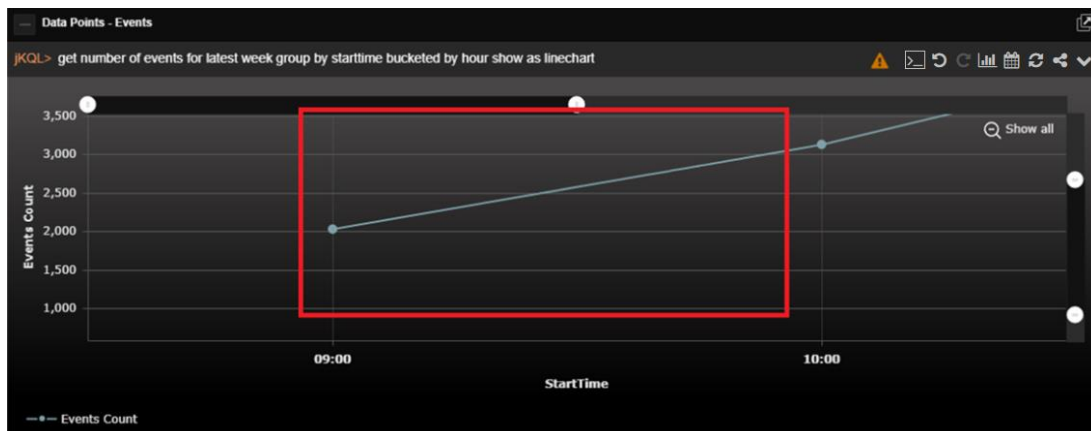 Data Points - Events
jKQL> get number of events for latest week group by starttime bucketed by hour show as linechart
Show all
Events Count
3,500
3,000
2,500
2,000
1,500
1,000
09:00 10:00
StartTime
Events Count